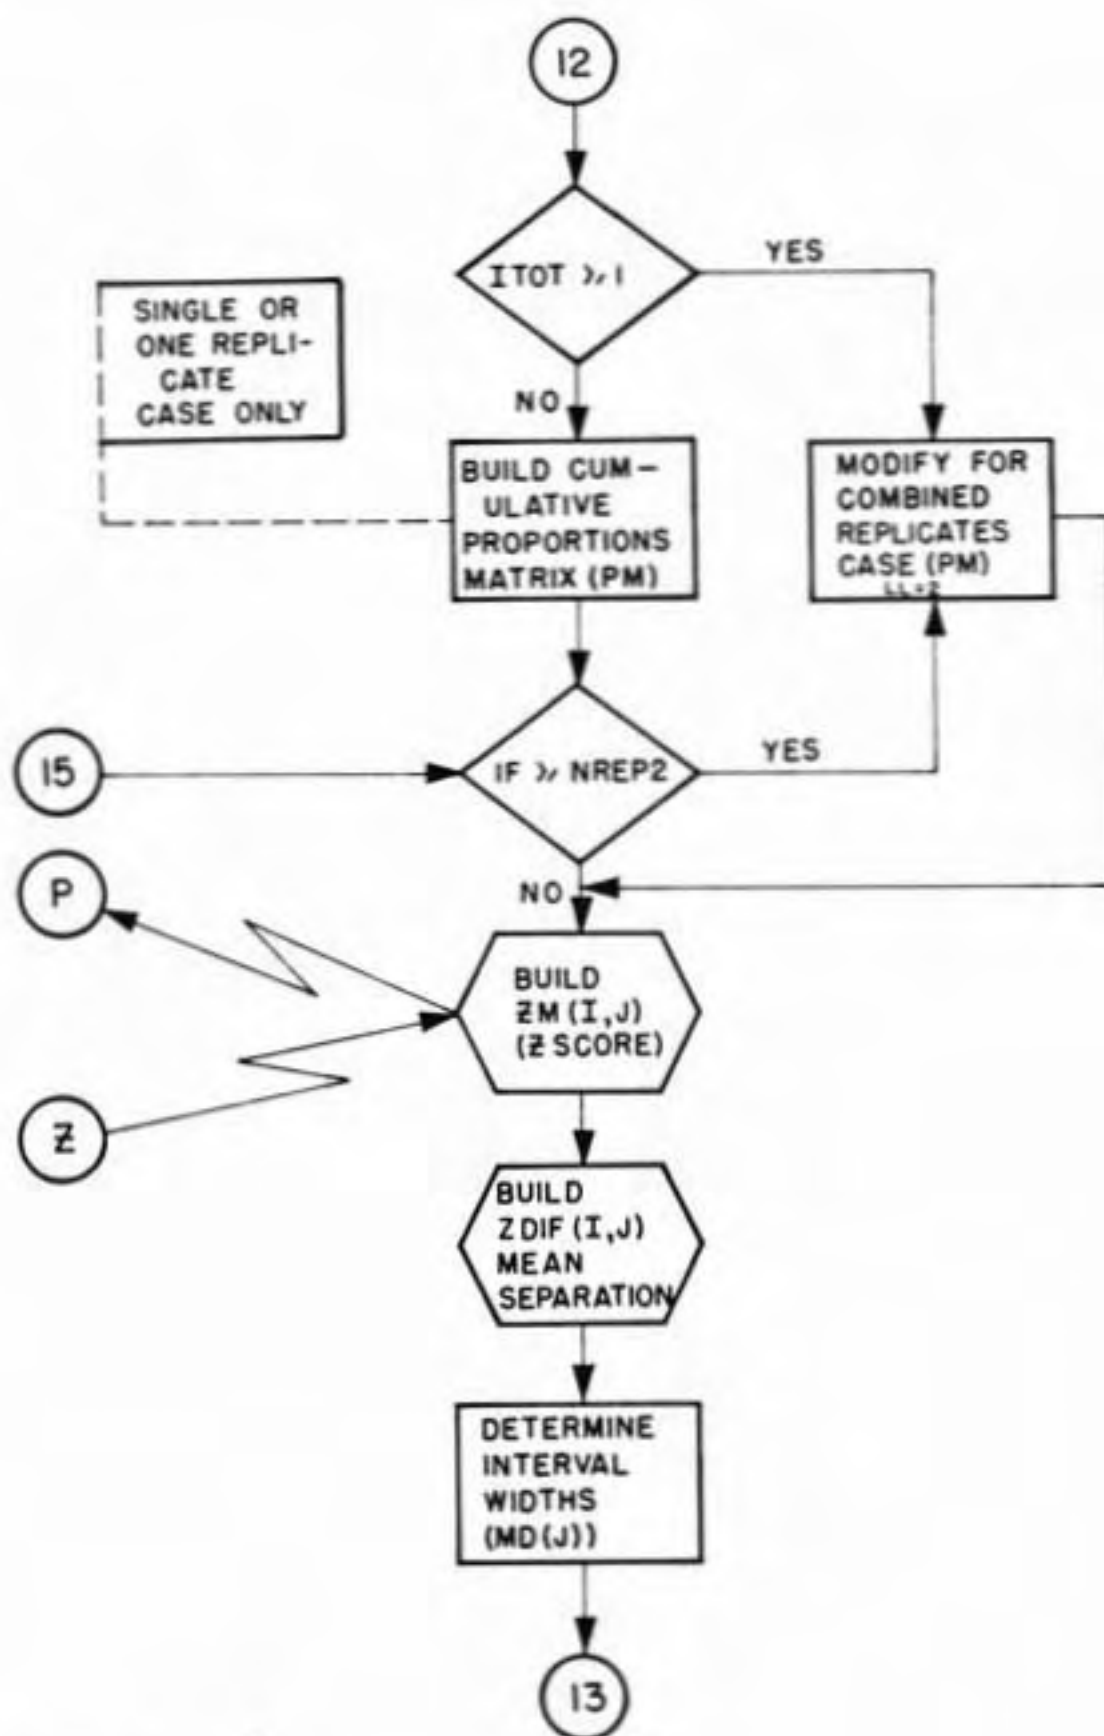 12
ITOT ≥ 1
YES
SINGLE OR
ONE REPLI-
CATE
CASE ONLY
NO
BUILD CUM-
ULATIVE
PROPORTIONS
MATRIX (PM)
MODIFY FOR
COMBINED
REPLICATES
CASE (PM)
15
IF ≥ NREP2
YES
P
NO
BUILD
ZM (I,J)
(Z SCORE)
Z
BUILD
ZDIF (I,J)
MEAN
SEPARATION
DETERMINE
INTERVAL
WIDTHS
(MD(J))
13